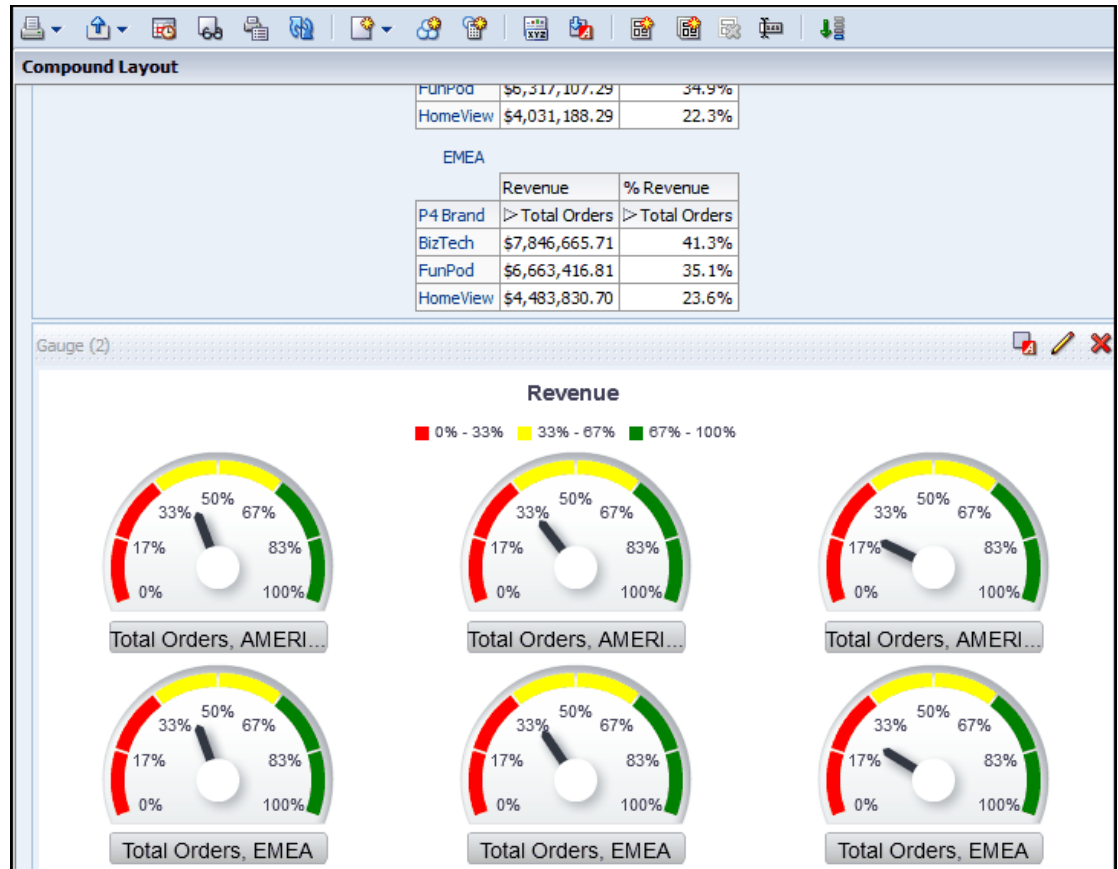 Compound Layout
FunPod $6,317,107.29 34.9%
HomeView $4,031,188.29 22.3%
EMEA
Revenue % Revenue
P4 Brand Total Orders Total Orders
BizTech $7,846,665.71 41.3%
FunPod $6,663,416.81 35.1%
HomeView $4,483,830.70 23.6%
Gauge (2)
Revenue
0% - 33% 33% - 67% 67% - 100%
0% 17% 33% 50% 67% 83% 100%
0% 17% 33% 50% 67% 83% 100%
0% 17% 33% 50% 67% 83% 100%
Total Orders, AMERI... Total Orders, AMERI... Total Orders, AMERI...
0% 17% 33% 50% 67% 83% 100%
0% 17% 33% 50% 67% 83% 100%
0% 17% 33% 50% 67% 83% 100%
Total Orders, EMEA Total Orders, EMEA Total Orders, EMEA